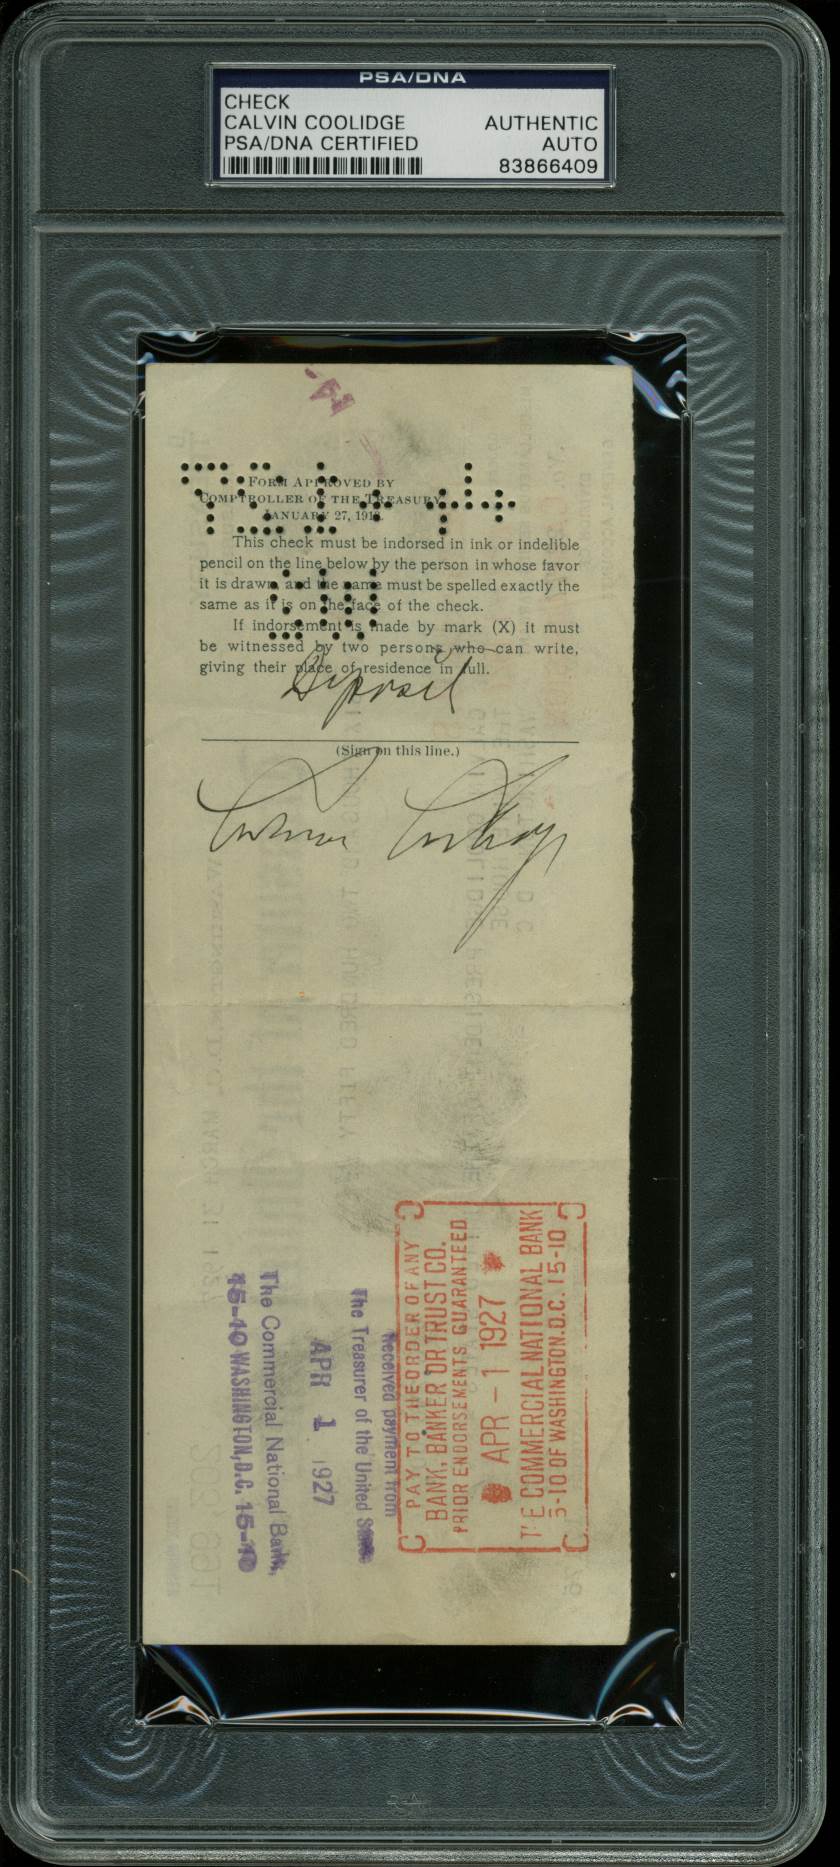 PSA/DNA
CHECK
CALVIN COOLIDGE AUTHENTIC
PSA/DNA CERTIFIED AUTO
83866409
FORM APPROVED BY
COMPTROLLER OF THE TREASURY
JANUARY 27, 191
This check must be indorsed in ink or indelible
pencil on the line below by the person in whose favor
it is drawn, and the name must be spelled exactly the
same as it is on the face of the check.
If indorsement is made by mark (X) it must
be witnessed by two persons who can write,
giving their place of residence in full.
Deposit
(Sign on this line.)
Calvin Coolidge
PAY TO THE ORDER OF ANY
BANK, BANKER OR TRUST CO.
PRIOR ENDORSEMENTS GUARANTEED
APR - 1 1927
THE COMMERCIAL NATIONAL BANK
5-10 OF WASHINGTON, D.C. 15-10
Received payment from
The Treasurer of the United States
APR 1 1927
The Commercial National Bank,
15-10 WASHINGTON, D.C. 15-10